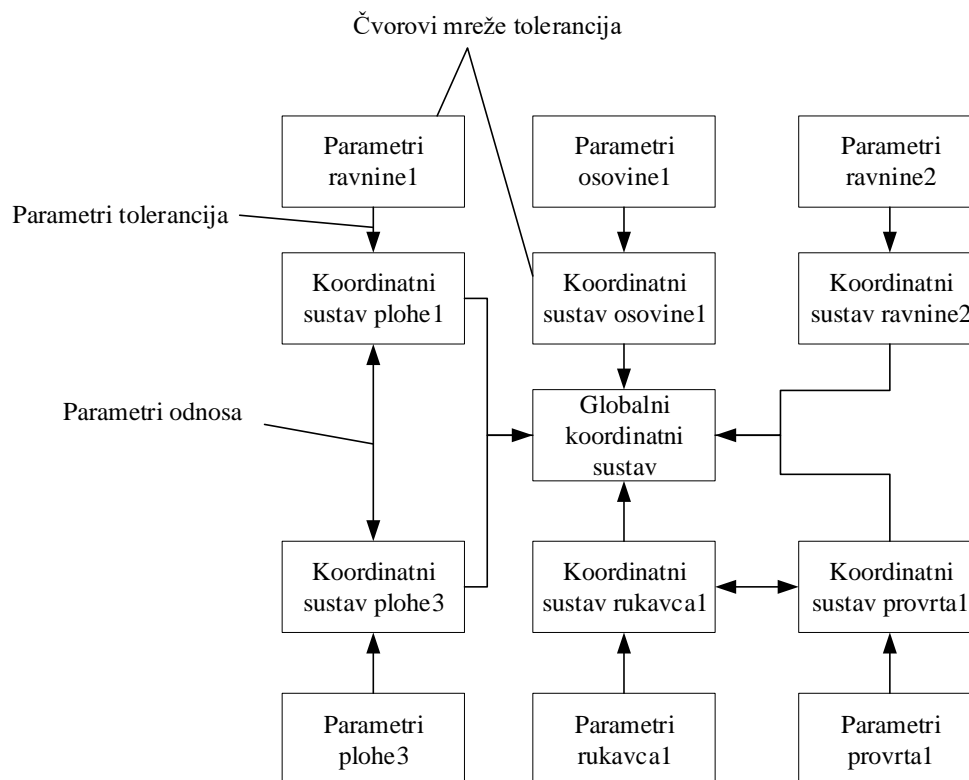 Čvorovi mreže tolerancija
Parametri
ravnine1
Parametri
osovine1
Parametri
ravnine2
Parametri tolerancija
Koordinatni
sustav plohe1
Koordinatni
sustav osovine1
Koordinatni
sustav ravnine2
Parametri odnosa
Globalni
koordinatni
sustav
Koordinatni
sustav plohe3
Koordinatni
sustav rukavca1
Koordinatni
sustav provrta1
Parametri
plohe3
Parametri
rukavca1
Parametri
provrta1